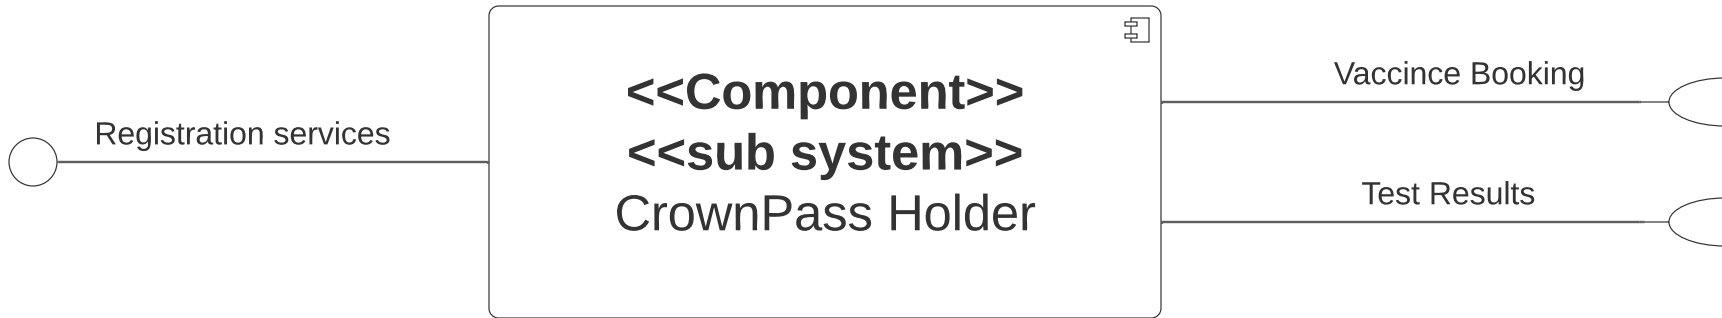 <<Component>>
<<sub system>>
CrownPass Holder
Registration services
Vaccince Booking
Test Results